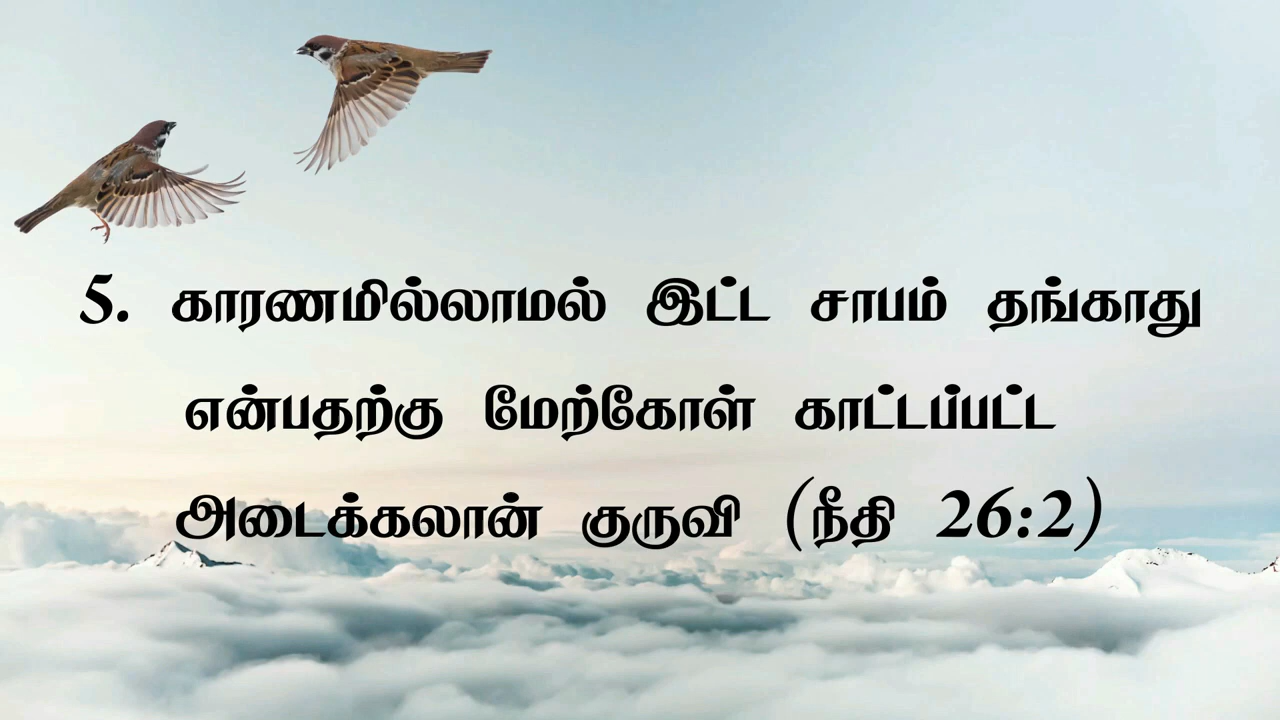 5. காரணமில்லாமல் இட்ட சாபம் தங்காது
என்பதற்கு மேற்கோள் காட்டப்பட்ட
அடைக்கலான் குருவி (நீதி 26:2)